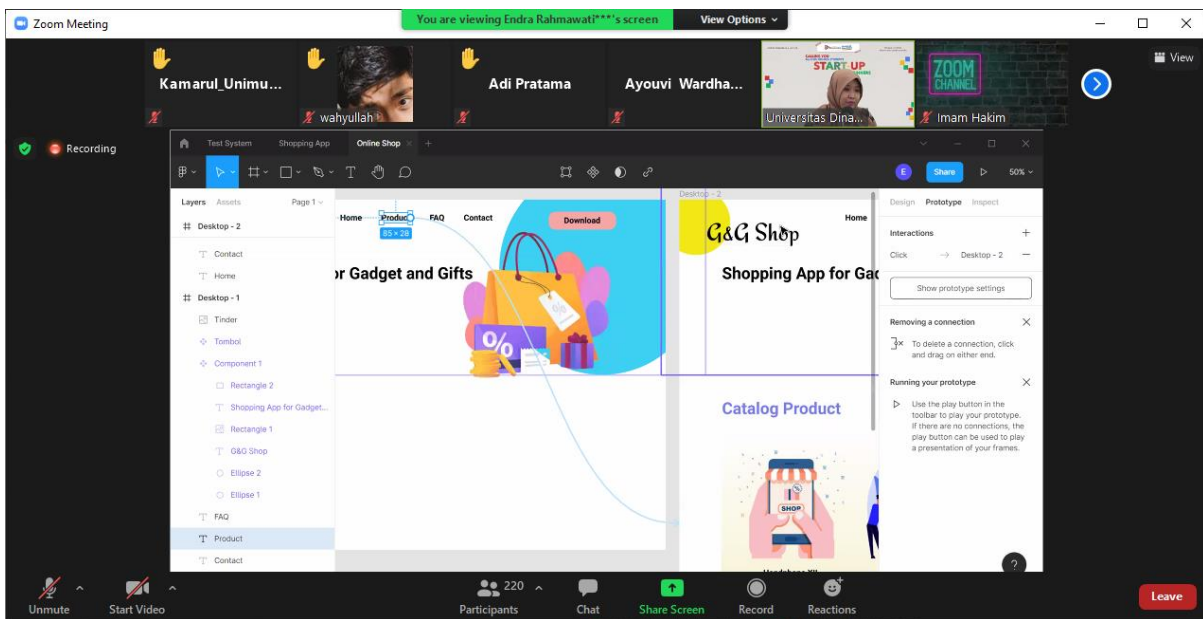 Zoom Meeting
You are viewing Endra Rahmawati***'s screen
View Options
View
Kamarul_Unimu...
wahyullah
Adi Pratama
Ayouvi Wardha...
START UP
Universitas Dina...
ZOOM
CHANNEL
Imam Hakim
Recording
Test System
Shopping App
Online Shop
E
Share
50%
Layers
Assets
Page 1
Desktop - 2
Contact
Home
Desktop - 1
Tinder
Tombol
Component 1
Rectangle 2
Shopping App for Gadget...
Rectangle 1
G&G Shop
Ellipse 2
Ellipse 1
FAQ
Product
Contact
Home
Product
FAQ
Contact
Download
85 × 28
or Gadget and Gifts
%
%
Desktop - 2
G&G Shop
Home
Shopping App for Gad
Catalog Product
SHOP
Design
Prototype
Inspect
Interactions
Click
Desktop - 2
Show prototype settings
Removing a connection
To delete a connection, click
and drag on either end.
Running your prototype
Use the play button in the
toolbar to play your prototype.
If there are no connections, the
play button can be used to play
a presentation of your frames.
?
Unmute
Start Video
220
Participants
Chat
Share Screen
Record
Reactions
Leave